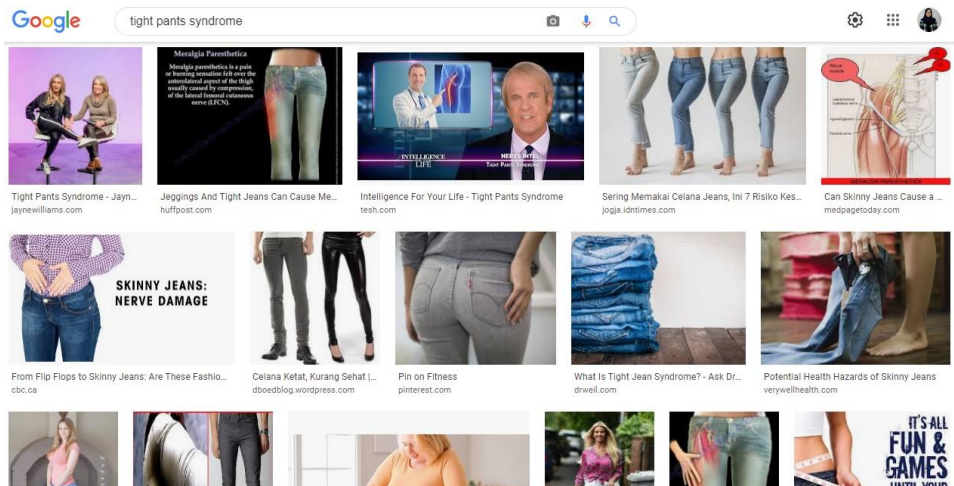 Google
tight pants syndrome
Meralgia Paresthetica
Meralgia paresthetica is a pain
or burning sensation felt over the
anterolateral aspect of the thigh
usually caused by compression,
of the lateral femoral cutaneous
nerve (LFCN).
INTELLIGENCE
LIFE
NERVE INTEL
TIGHT PANTS SYNDROME
MERALGIA PARESTHETICA
Tight Pants Syndrome - Jayn...
jaynewilliams.com
Jeggings And Tight Jeans Can Cause Me...
huffpost.com
Intelligence For Your Life - Tight Pants Syndrome
tesh.com
Sering Memakai Celana Jeans, Ini 7 Risiko Kes...
jogja.idntimes.com
Can Skinny Jeans Cause a ...
medpagetoday.com
SKINNY JEANS:
NERVE DAMAGE
From Flip Flops to Skinny Jeans: Are These Fashio...
cbc.ca
Celana Ketat, Kurang Sehat |...
dboedblog.wordpress.com
Pin on Fitness
pinterest.com
What Is Tight Jean Syndrome? - Ask Dr...
drweil.com
Potential Health Hazards of Skinny Jeans
verywellhealth.com
IT'S ALL
FUN &
GAMES
UNTIL YOUR